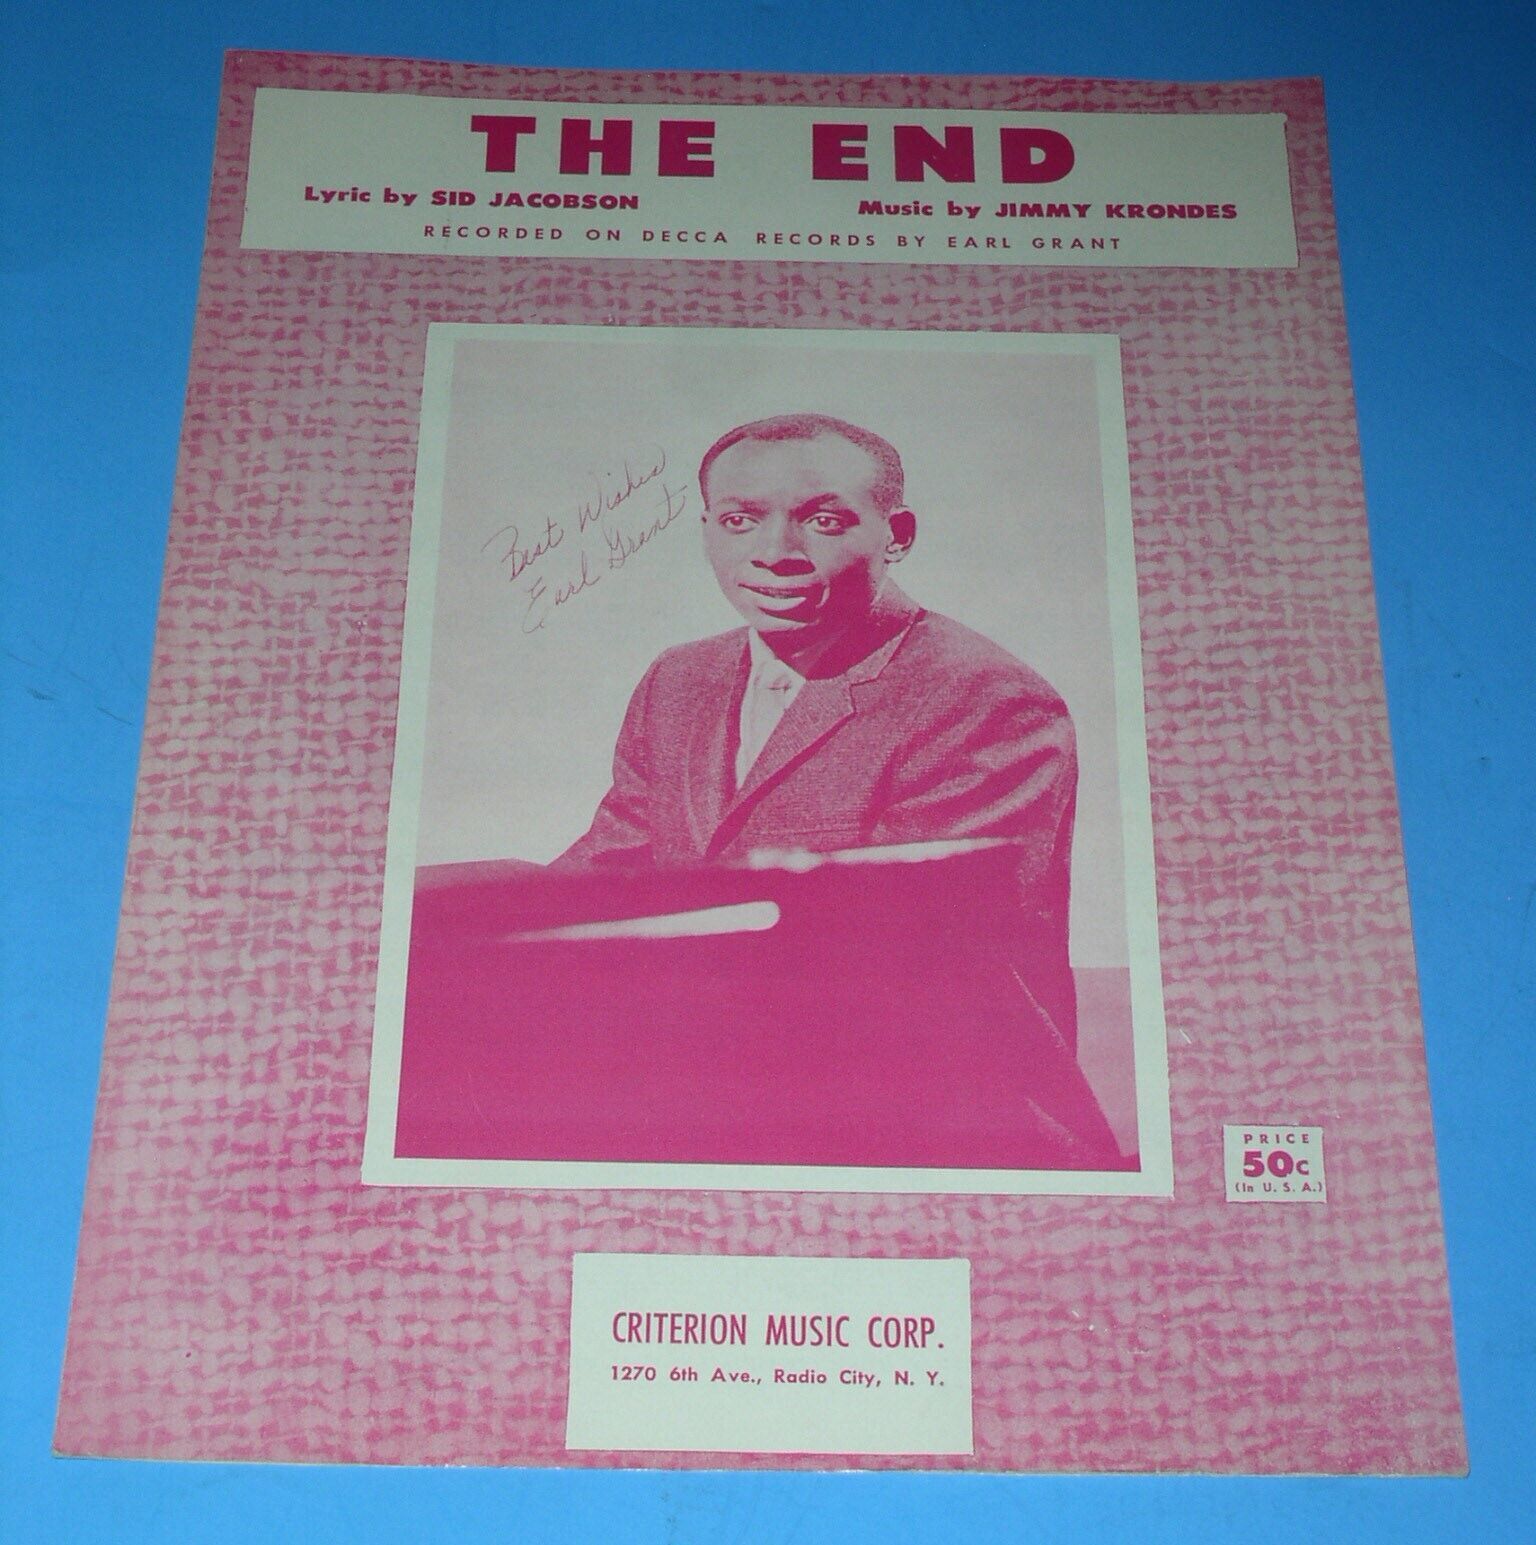 THE END
Lyric by SID JACOBSON
Music by JIMMY KRONDES
RECORDED ON DECCA RECORDS BY EARL GRANT
Best Wishes
Earl Grant
PRICE
50c
(In U. S. A.)
CRITERION MUSIC CORP.
1270 6th Ave., Radio City, N. Y.